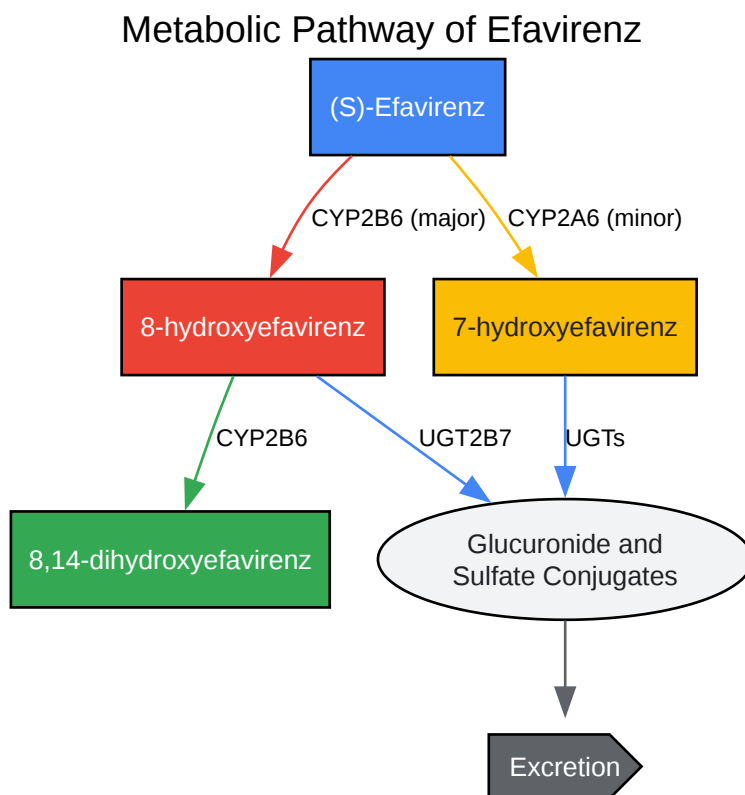 Metabolic Pathway of Efavirenz
(S)-Efavirenz
CYP2B6 (major)
CYP2A6 (minor)
8-hydroxyefavirenz
7-hydroxyefavirenz
CYP2B6
UGT2B7
UGTs
8,14-dihydroxyefavirenz
Glucuronide and
Sulfate Conjugates
Excretion